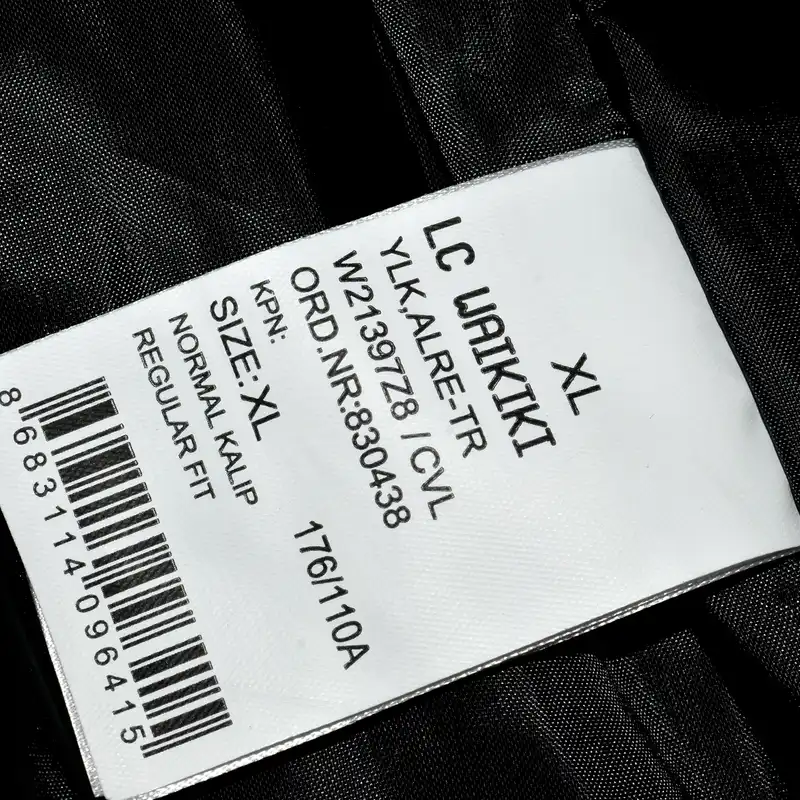 XL
LC WAIKIKI
YLK,ALRE-TR
W21397Z8 /CVL
ORD.NR:830438
KPN:
176/110A
SIZE: XL
NORMAL KALIP
REGULAR FIT
8683114096415